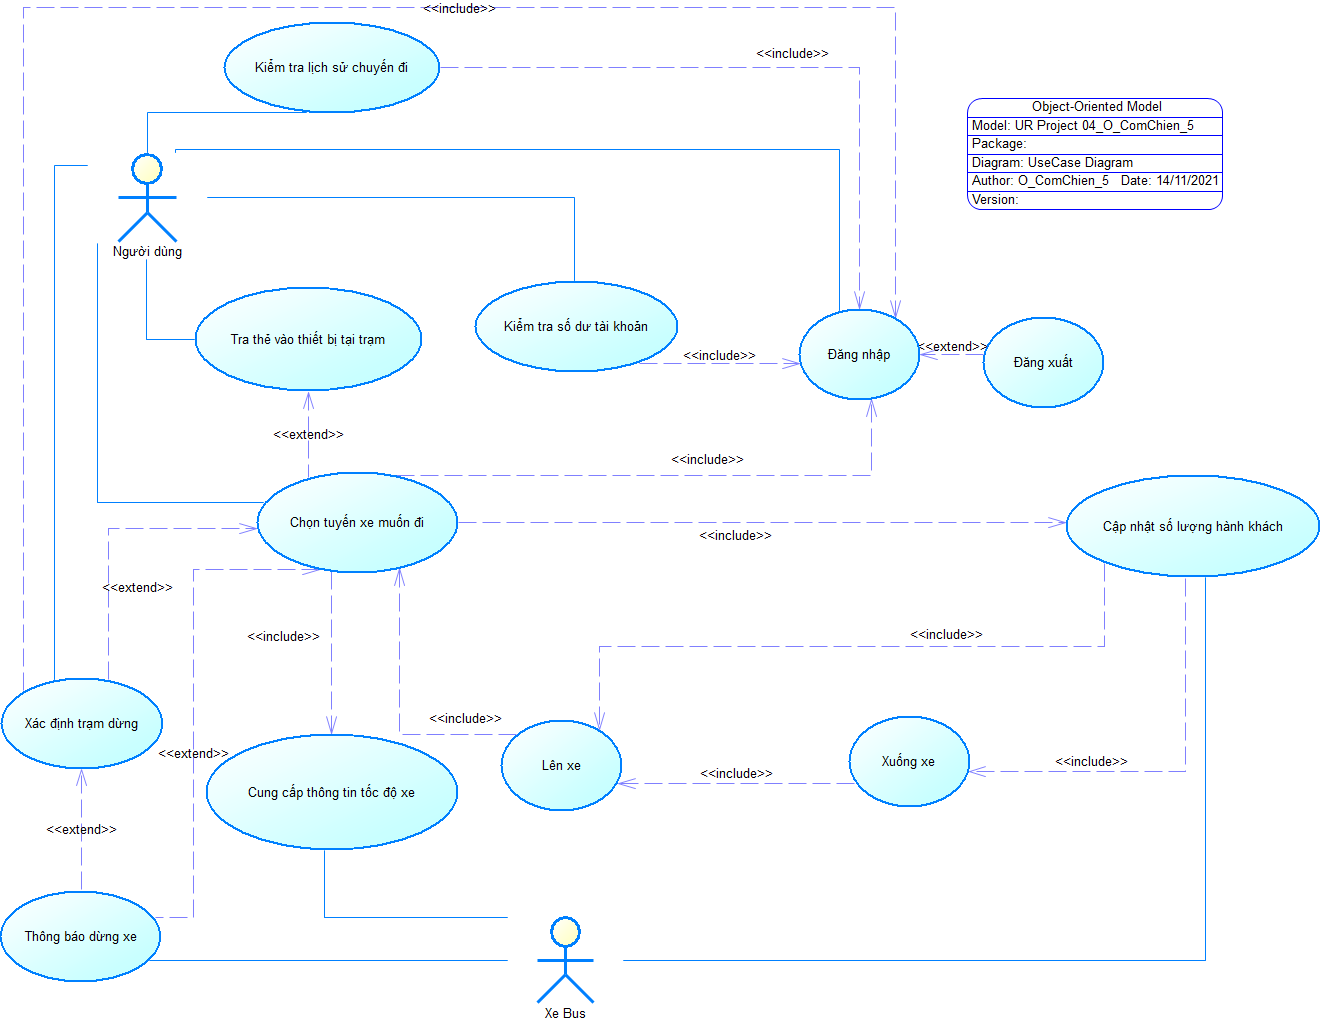 <<include>>
Kiểm tra lịch sử chuyến đi
<<include>>
Object-Oriented Model
Model: UR Project 04_O_ComChien_5
Package:
Diagram: UseCase Diagram
Author: O_ComChien_5 Date: 14/11/2021
Version:
Người dùng
Tra thẻ vào thiết bị tại trạm
Kiểm tra số dư tài khoản
<<include>>
Đăng nhập
<<extend>>
Đăng xuất
<<extend>>
<<include>>
Chọn tuyến xe muốn đi
<<include>>
Cập nhật số lượng hành khách
<<extend>>
<<include>>
<<include>>
Xác định trạm dừng
<<include>>
<<extend>>
Cung cấp thông tin tốc độ xe
Lên xe
<<include>>
Xuống xe
<<include>>
<<extend>>
Thông báo dừng xe
Xe Bus